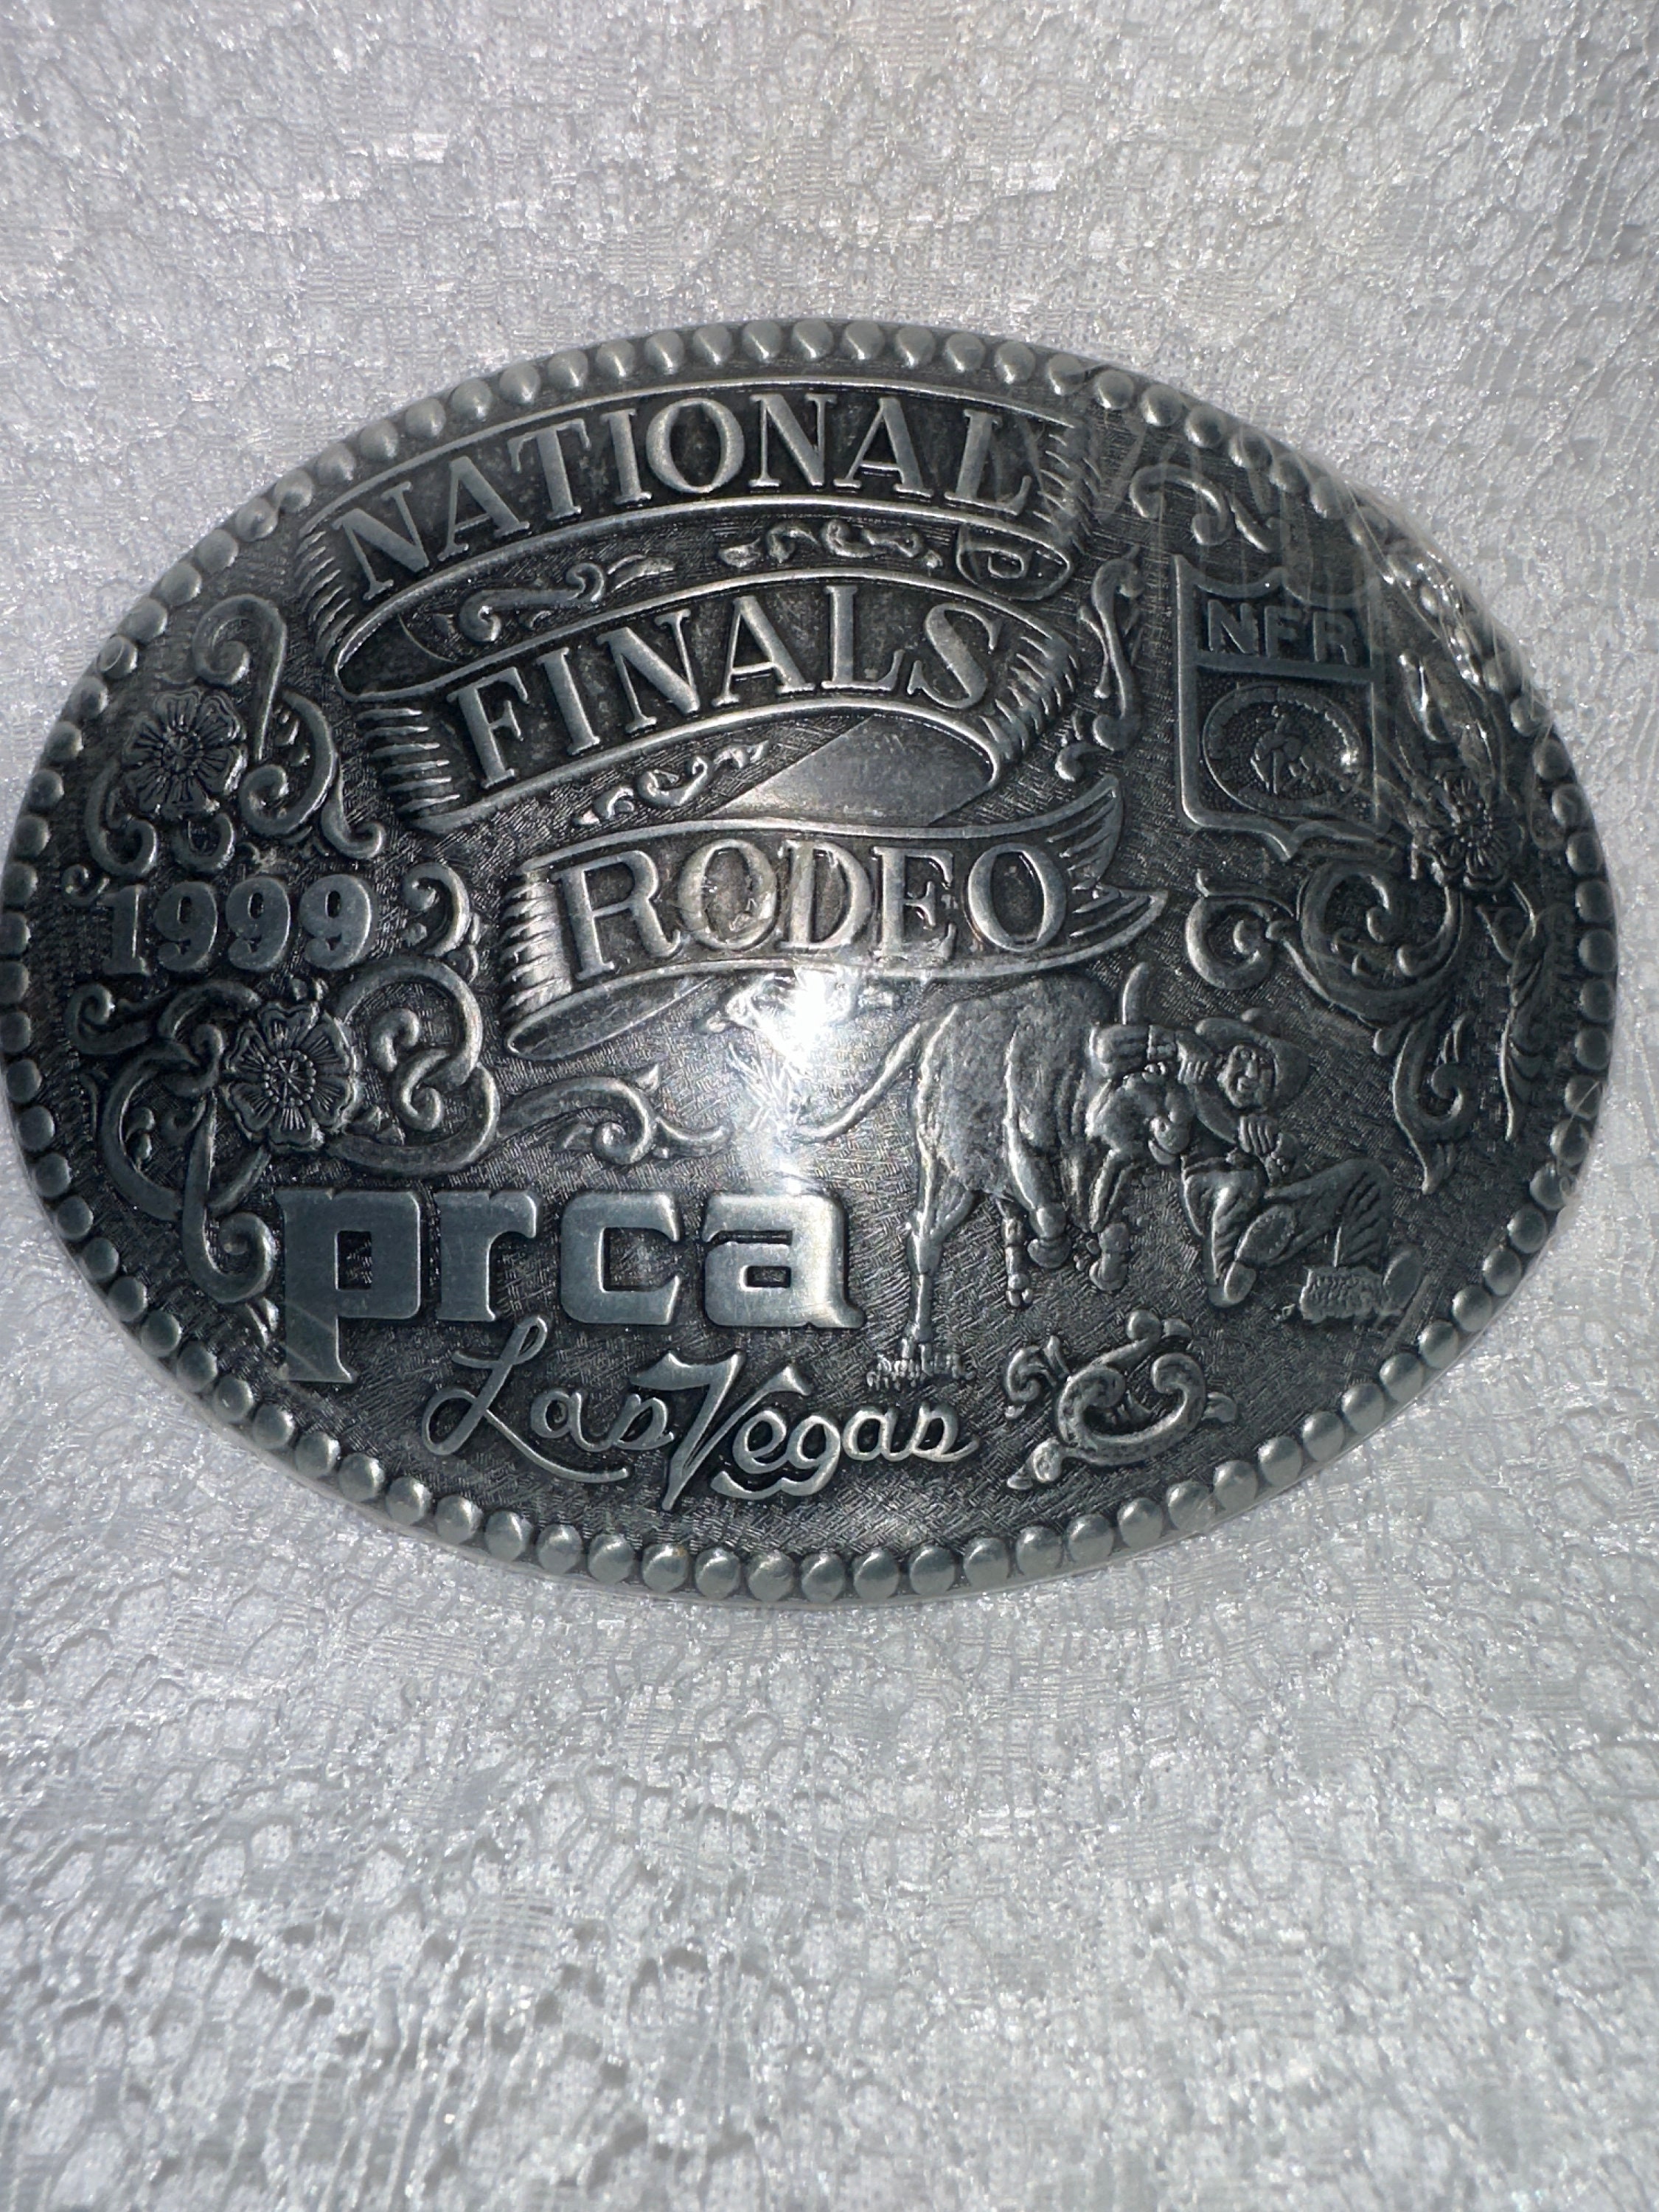 NATIONAL
FINALS
RODEO
NFR
1999
prca
Las Vegas